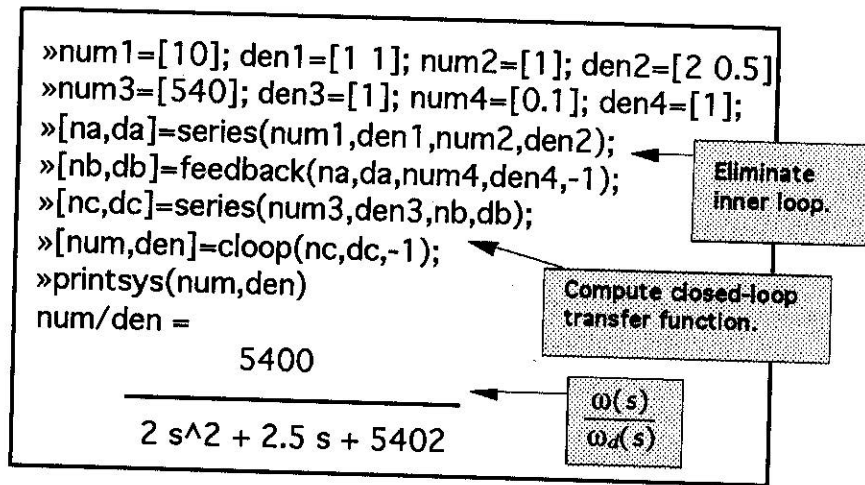 »num1=[10]; den1=[1 1]; num2=[1]; den2=[2 0.5]
»num3=[540]; den3=[1]; num4=[0.1]; den4=[1];
»[na,da]=series(num1,den1,num2,den2);
»[nb,db]=feedback(na,da,num4,den4,-1);
»[nc,dc]=series(num3,den3,nb,db);
»[num,den]=cloop(nc,dc,-1);
»printsys(num,den)
num/den =
5400
2 s^2 + 2.5 s + 5402
Eliminate
inner loop.
Compute closed-loop
transfer function.
ω(s)
ωd(s)